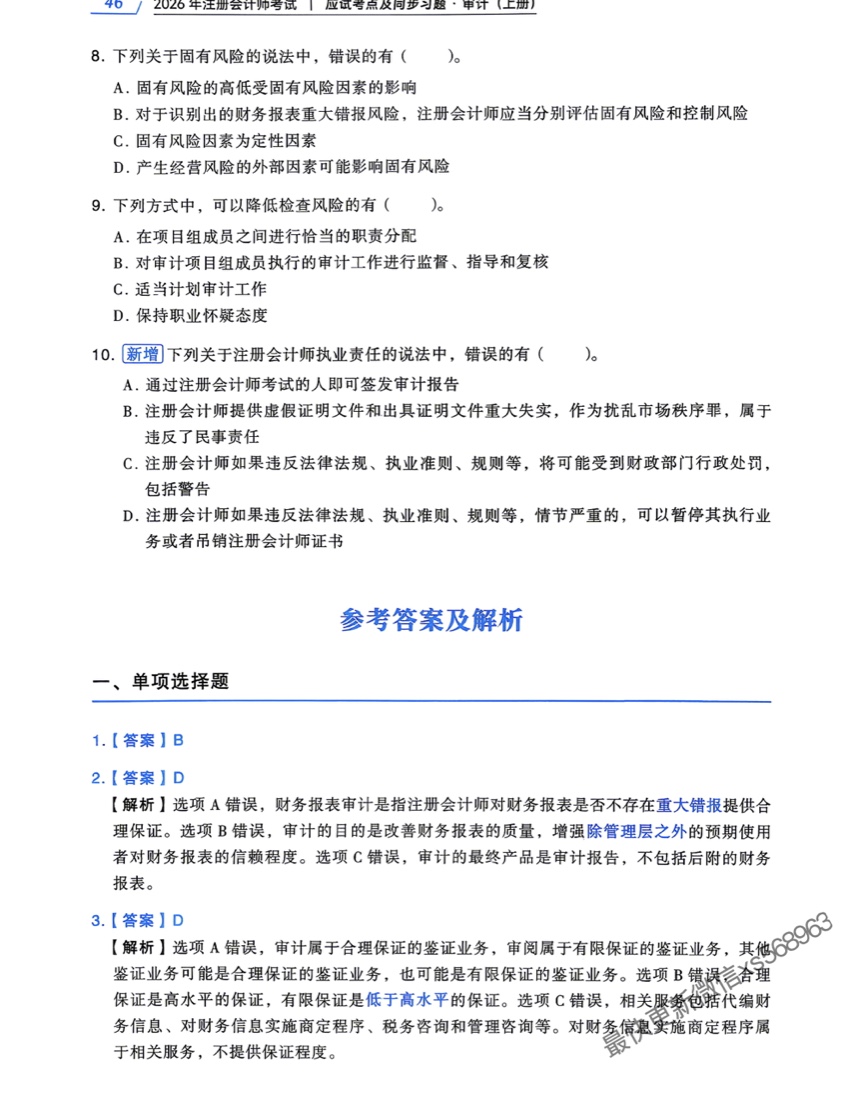 46 2026年注册会计师考试 | 应试考点及同步习题·审计（上册）
8. 下列关于固有风险的说法中，错误的有（　　）。
A. 固有风险的高低受固有风险因素的影响
B. 对于识别出的财务报表重大错报风险，注册会计师应当分别评估固有风险和控制风险
C. 固有风险因素为定性因素
D. 产生经营风险的外部因素可能影响固有风险
9. 下列方式中，可以降低检查风险的有（　　）。
A. 在项目组成员之间进行恰当的职责分配
B. 对审计项目组成员执行的审计工作进行监督、指导和复核
C. 适当计划审计工作
D. 保持职业怀疑态度
10. 新增 下列关于注册会计师执业责任的说法中，错误的有（　　）。
A. 通过注册会计师考试的人即可签发审计报告
B. 注册会计师提供虚假证明文件和出具证明文件重大失实，作为扰乱市场秩序罪，属于
违反了民事责任
C. 注册会计师如果违反法律法规、执业准则、规则等，将可能受到财政部门行政处罚，
包括警告
D. 注册会计师如果违反法律法规、执业准则、规则等，情节严重的，可以暂停其执行业
务或者吊销注册会计师证书
参考答案及解析
一、单项选择题
1.【答案】B
2.【答案】D
【解析】选项 A 错误，财务报表审计是指注册会计师对财务报表是否不存在重大错报提供合
理保证。选项 B 错误，审计的目的是改善财务报表的质量，增强除管理层之外的预期使用
者对财务报表的信赖程度。选项 C 错误，审计的最终产品是审计报告，不包括后附的财务
报表。
3.【答案】D
【解析】选项 A 错误，审计属于合理保证的鉴证业务，审阅属于有限保证的鉴证业务，其他
鉴证业务可能是合理保证的鉴证业务，也可能是有限保证的鉴证业务。选项 B 错误，合理
保证是高水平的保证，有限保证是低于高水平的保证。选项 C 错误，相关服务包括代编财
务信息、对财务信息实施商定程序、税务咨询和管理咨询等。对财务信息实施商定程序属
于相关服务，不提供保证程度。
最快更新微信xs568963